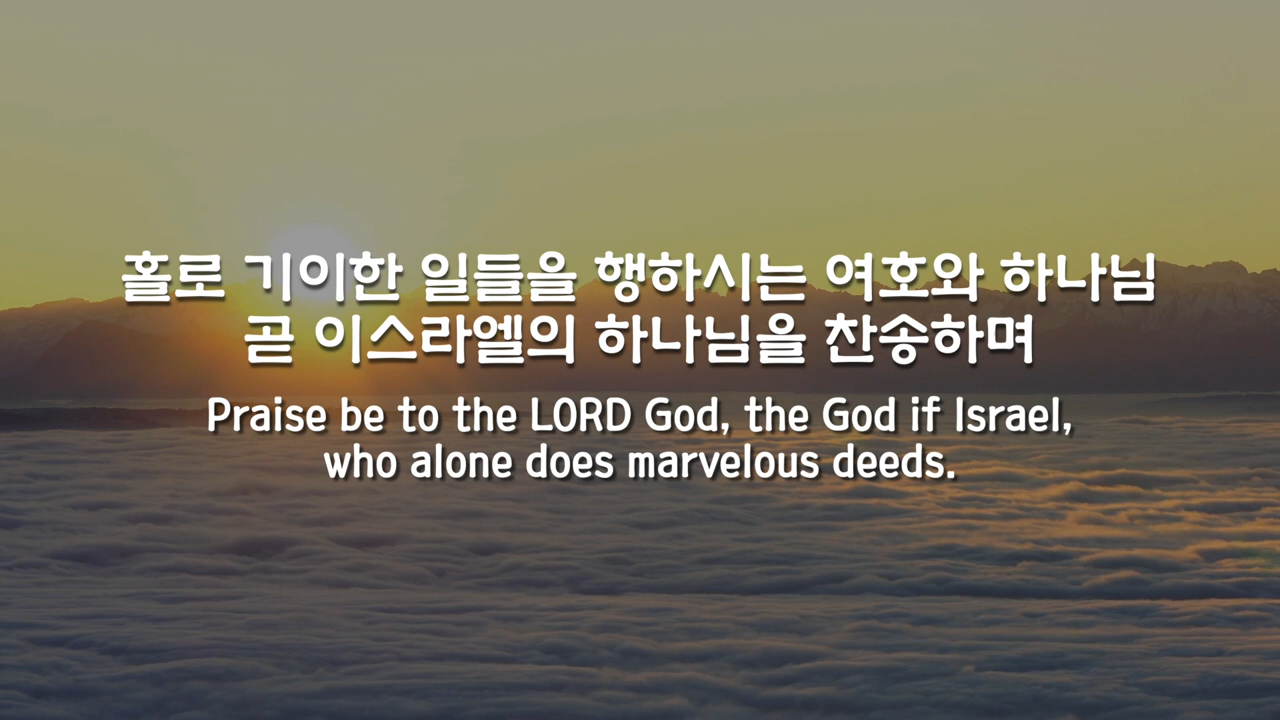 홀로 기이한 일들을 행하시는 여호와 하나님
곧 이스라엘의 하나님을 찬송하며
Praise be to the LORD God, the God if Israel,
who alone does marvelous deeds.